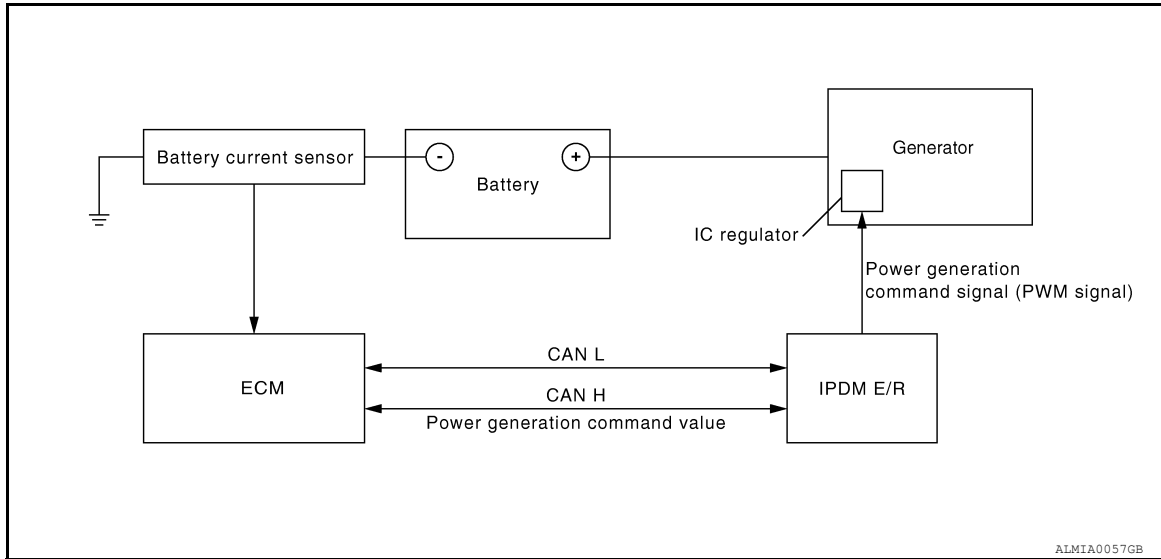 Generator
Battery current sensor
-
+
Battery
IC regulator
Power generation
command signal (PWM signal)
CAN L
ECM
CAN H
IPDM E/R
Power generation command value
ALMIA0057GB